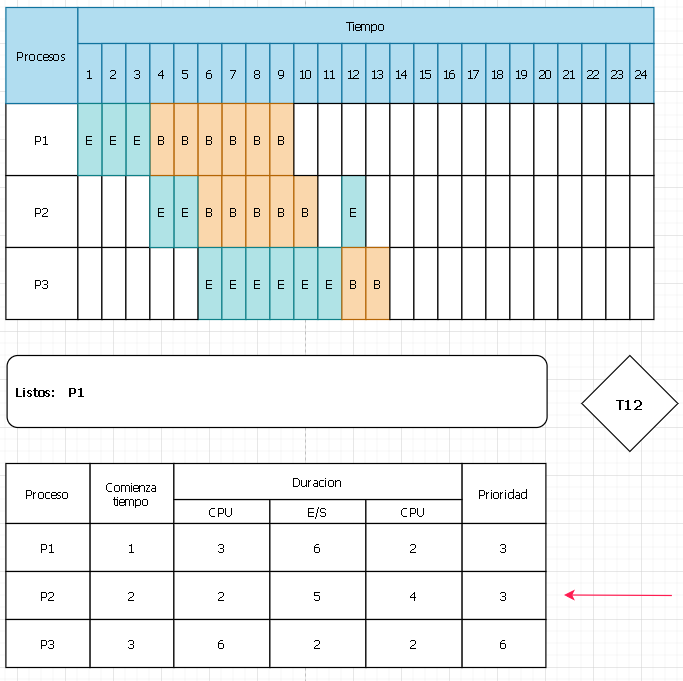 Tiempo
Procesos
1 2 3 4 5 6 7 8 9 10 11 12 13 14 15 16 17 18 19 20 21 22 23 24
P1 E E E B B B B B B
P2 E E B B B B B E
P3 E E E E E E B B
Listos: P1
T12
Proceso Comienza tiempo Duracion Prioridad
CPU E/S CPU
P1 1 3 6 2 3
P2 2 2 5 4 3
P3 3 6 2 2 6